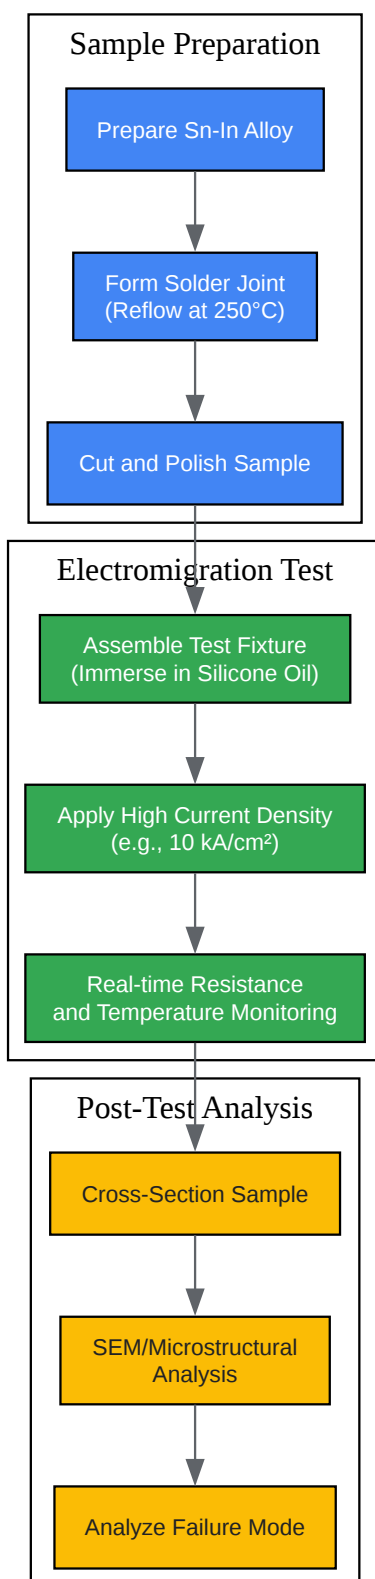 Sample Preparation
Prepare Sn-In Alloy
Form Solder Joint
(Reflow at 250°C)
Cut and Polish Sample
Electromigration Test
Assemble Test Fixture
(Immerse in Silicone Oil)
Apply High Current Density
(e.g., 10 kA/cm²)
Real-time Resistance
and Temperature Monitoring
Post-Test Analysis
Cross-Section Sample
SEM/Microstructural
Analysis
Analyze Failure Mode